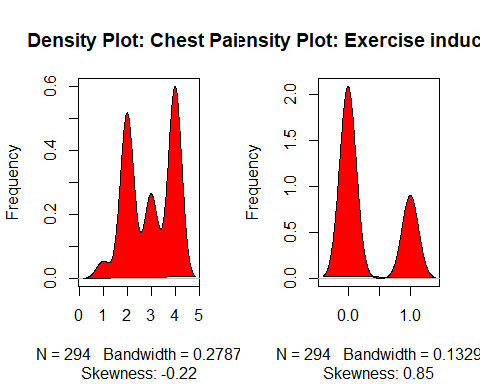 Density Plot: Chest Pai
ensity Plot: Exercise induc
Frequency
0.0 0.2 0.4 0.6
0 1 2 3 4 5
N = 294 Bandwidth = 0.2787
Skewness: -0.22
Frequency
0.0 0.5 1.0 1.5 2.0
0.0 1.0
N = 294 Bandwidth = 0.1329
Skewness: 0.85